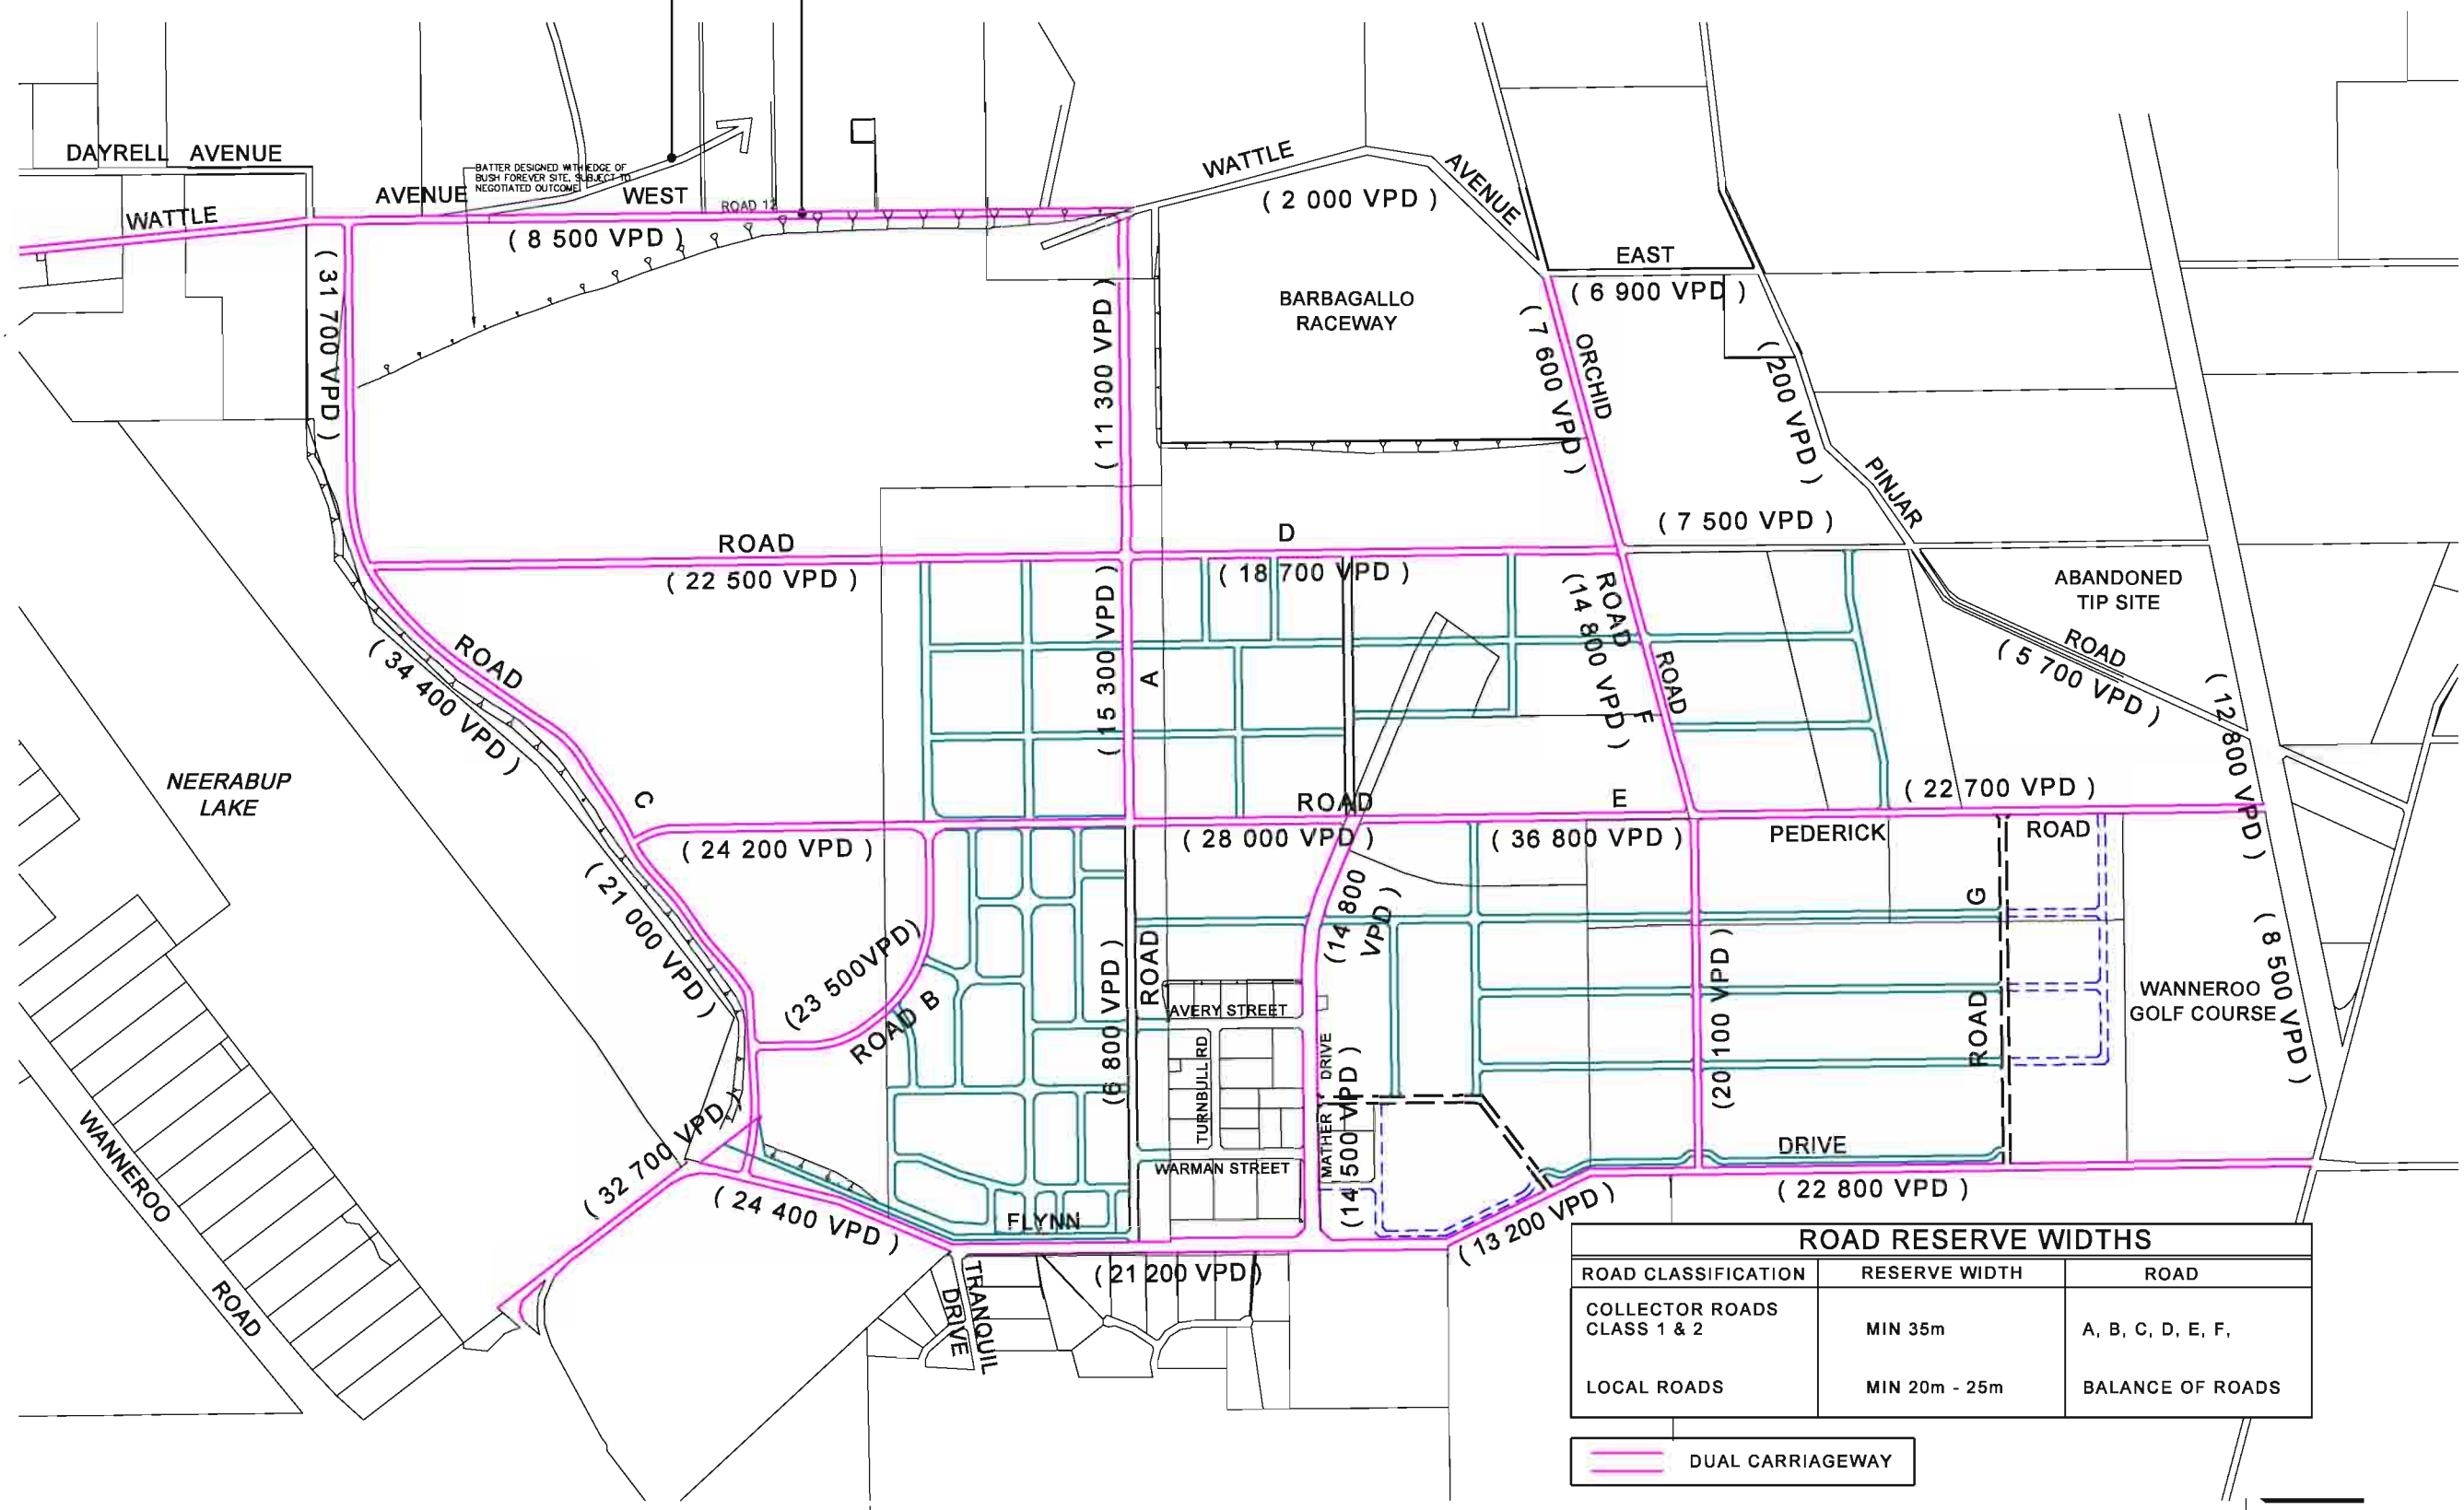 DAYRELL AVENUE
BATTER DESIGNED WITH EDGE OF
BUSH FOREVER SITE, SUBJECT TO
NEGOTIATED OUTCOME
WATTLE
AVENUE
WEST
ROAD 12
( 8 500 VPD )
WATTLE
AVENUE
( 2 000 VPD )
EAST
( 6 900 VPD )
BARBAGALLO
RACEWAY
( 31 700 VPD )
( 11 300 VPD )
( 7 600 VPD )
ORCHID
( 200 VPD )
PINJAR
( 7 500 VPD )
ROAD
D
( 22 500 VPD )
( 18 700 VPD )
ABANDONED
TIP SITE
ROAD
( 5 700 VPD )
ROAD
( 34 400 VPD )
( 15 300 VPD )
A
(14 800 VPD )
ROAD
F
ROAD
( 12 800 VPD )
NEERABUP
LAKE
C
ROAD
E
( 22 700 VPD )
( 24 200 VPD )
( 28 000 VPD )
( 36 800 VPD )
PEDERICK
ROAD
( 21 000 VPD )
(23 500VPD)
ROAD B
(6 800 VPD )
ROAD
(14 800
VPD )
G
ROAD
( 8 500 VPD )
WANNEROO
GOLF COURSE
AVERY STREET
TURNBULL RD
MATHER DRIVE
(14 500 VPD )
(20 100 VPD )
WARMAN STREET
DRIVE
( 22 800 VPD )
WANNEROO
ROAD
( 32 700 VPD )
( 24 400 VPD )
FLYNN
( 21 200 VPD )
( 13 200 VPD )
TRANQUIL
DRIVE
ROAD RESERVE WIDTHS
ROAD CLASSIFICATION RESERVE WIDTH ROAD
COLLECTOR ROADS
CLASS 1 & 2 MIN 35m A, B, C, D, E, F,
LOCAL ROADS MIN 20m - 25m BALANCE OF ROADS
DUAL CARRIAGEWAY